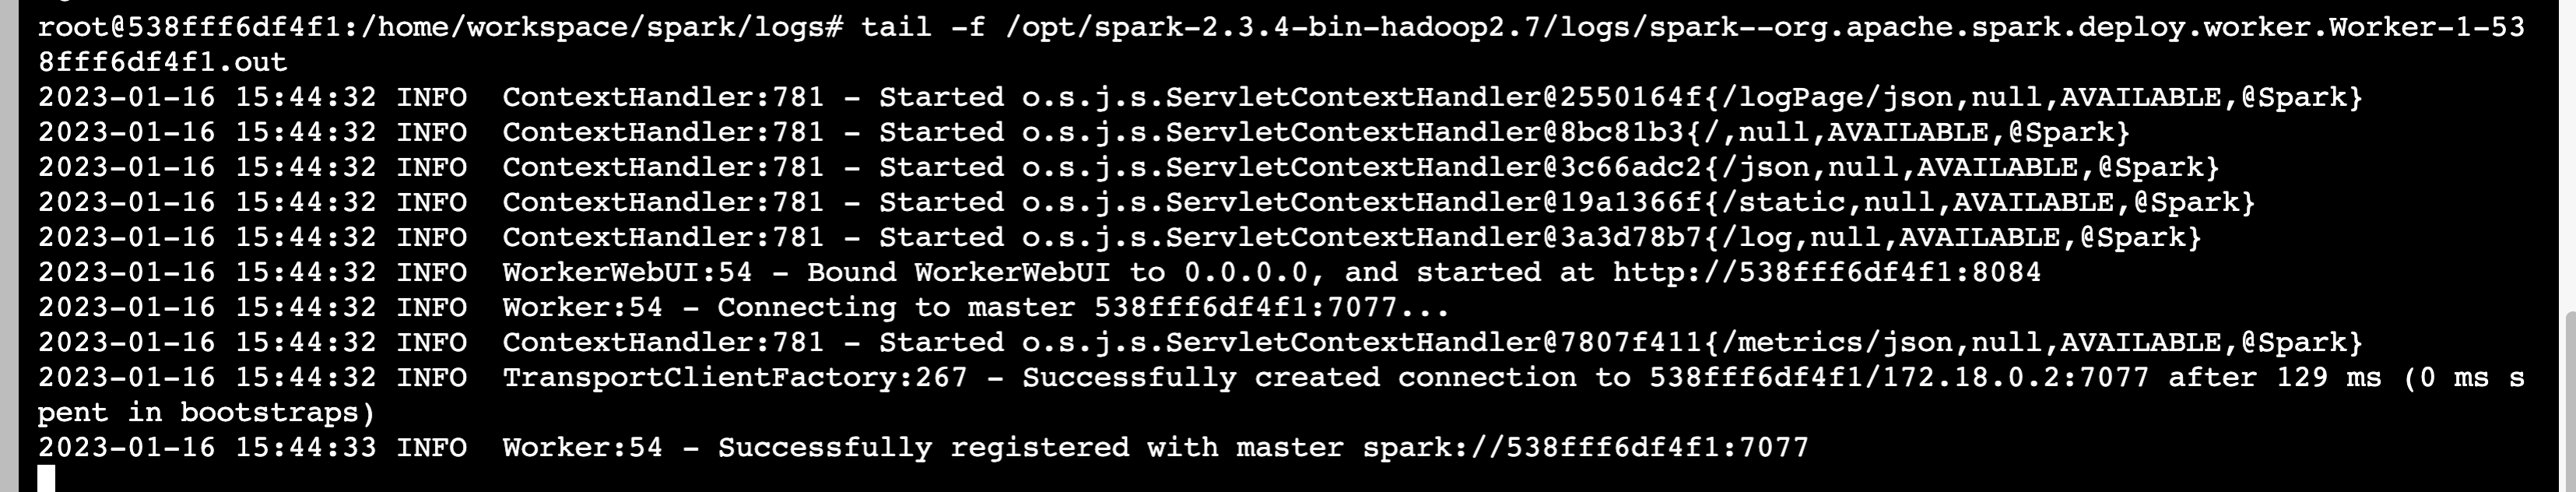 root@538fff6df4f1:/home/workspace/spark/logs# tail -f /opt/spark-2.3.4-bin-hadoop2.7/logs/spark--org.apache.spark.deploy.worker.Worker-1-53
8fff6df4f1.out
2023-01-16 15:44:32 INFO  ContextHandler:781 - Started o.s.j.s.ServletContextHandler@2550164f{/logPage/json,null,AVAILABLE,@Spark}
2023-01-16 15:44:32 INFO  ContextHandler:781 - Started o.s.j.s.ServletContextHandler@8bc81b3{/,null,AVAILABLE,@Spark}
2023-01-16 15:44:32 INFO  ContextHandler:781 - Started o.s.j.s.ServletContextHandler@3c66adc2{/json,null,AVAILABLE,@Spark}
2023-01-16 15:44:32 INFO  ContextHandler:781 - Started o.s.j.s.ServletContextHandler@19a1366f{/static,null,AVAILABLE,@Spark}
2023-01-16 15:44:32 INFO  ContextHandler:781 - Started o.s.j.s.ServletContextHandler@3a3d78b7{/log,null,AVAILABLE,@Spark}
2023-01-16 15:44:32 INFO  WorkerWebUI:54 - Bound WorkerWebUI to 0.0.0.0, and started at http://538fff6df4f1:8084
2023-01-16 15:44:32 INFO  Worker:54 - Connecting to master 538fff6df4f1:7077...
2023-01-16 15:44:32 INFO  ContextHandler:781 - Started o.s.j.s.ServletContextHandler@7807f411{/metrics/json,null,AVAILABLE,@Spark}
2023-01-16 15:44:32 INFO  TransportClientFactory:267 - Successfully created connection to 538fff6df4f1/172.18.0.2:7077 after 129 ms (0 ms s
pent in bootstraps)
2023-01-16 15:44:33 INFO  Worker:54 - Successfully registered with master spark://538fff6df4f1:7077